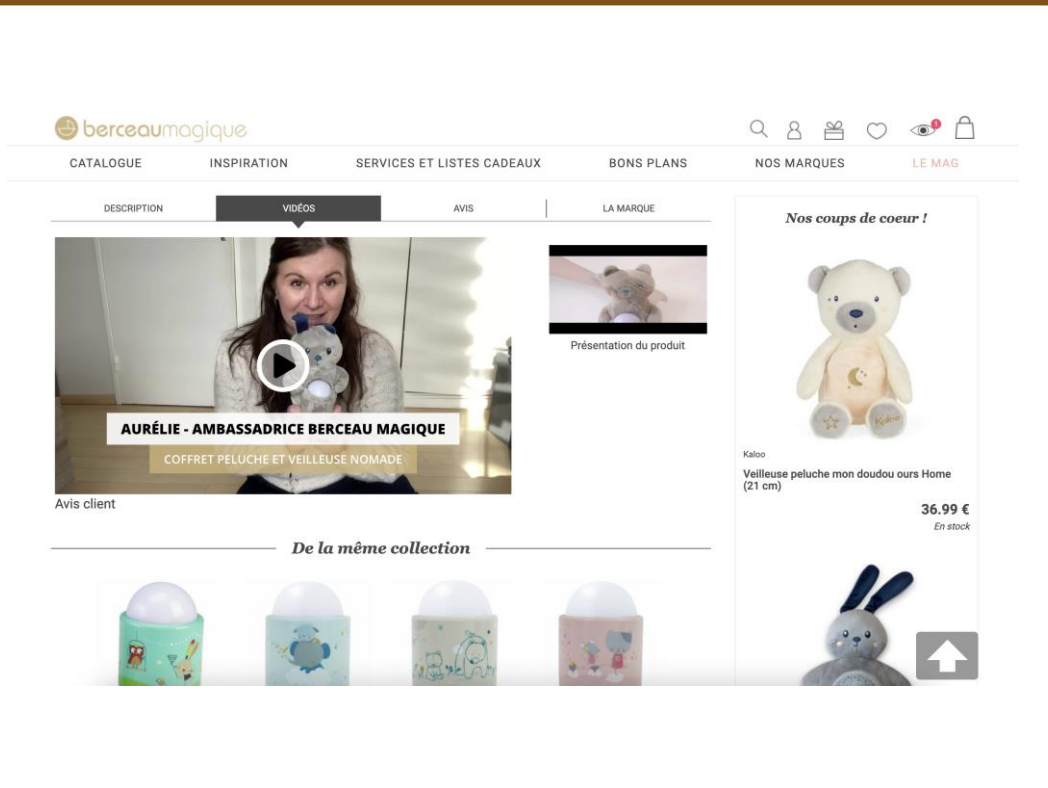 berceaumagique
1
CATALOGUE
INSPIRATION
SERVICES ET LISTES CADEAUX
BONS PLANS
NOS MARQUES
LE MAG
DESCRIPTION
VIDÉOS
AVIS
LA MARQUE
AURÉLIE - AMBASSADRICE BERCEAU MAGIQUE
COFFRET PELUCHE ET VEILLEUSE NOMADE
Avis client
Présentation du produit
De la même collection
Nos coups de coeur !
Kaloo
Kaloo
Veilleuse peluche mon doudou ours Home
(21 cm)
36.99 €
En stock